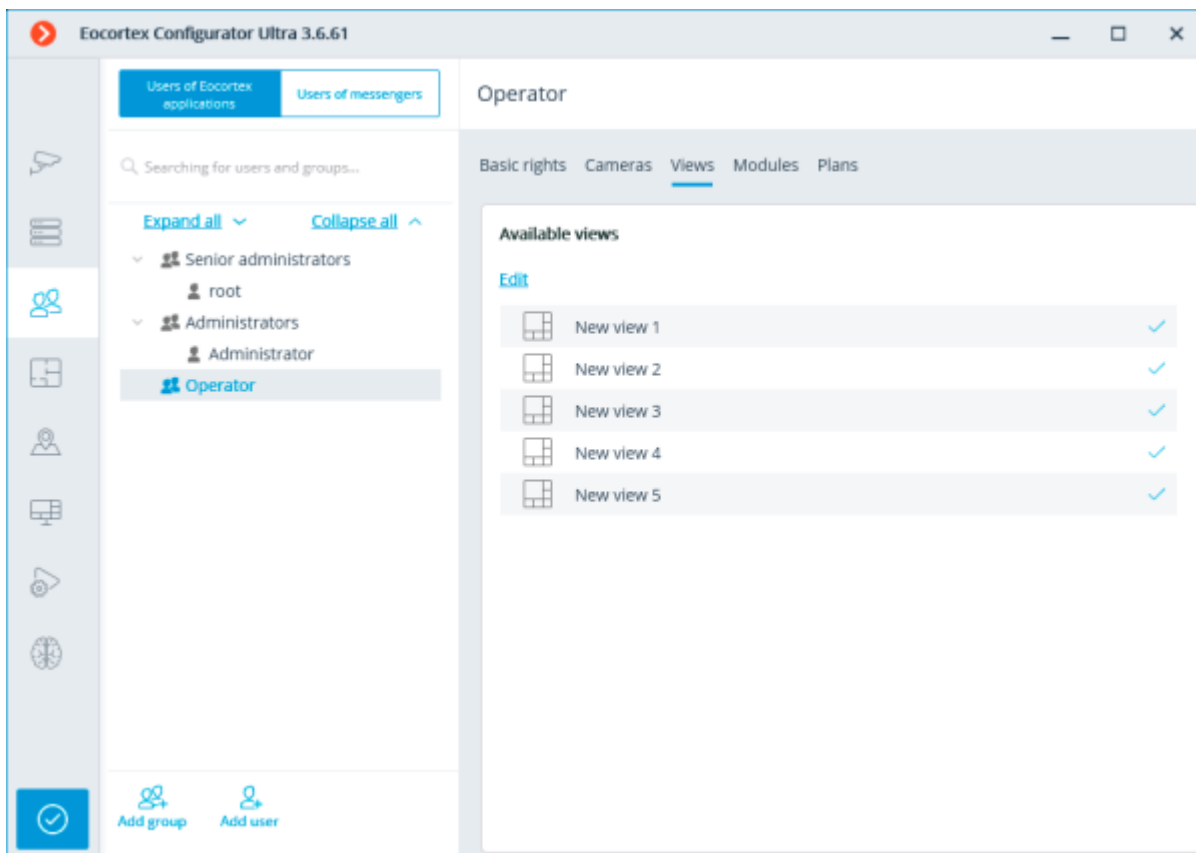 Eocortex Configurator Ultra 3.6.61
Users of Eocortex
applications
Users of messengers
Operator
Searching for users and groups...
Basic rights Cameras Views Modules Plans
Expand all
Collapse all
Available views
Senior administrators
Edit
root
Administrators
New view 1
Administrator
New view 2
Operator
New view 3
New view 4
New view 5
Add group
Add user